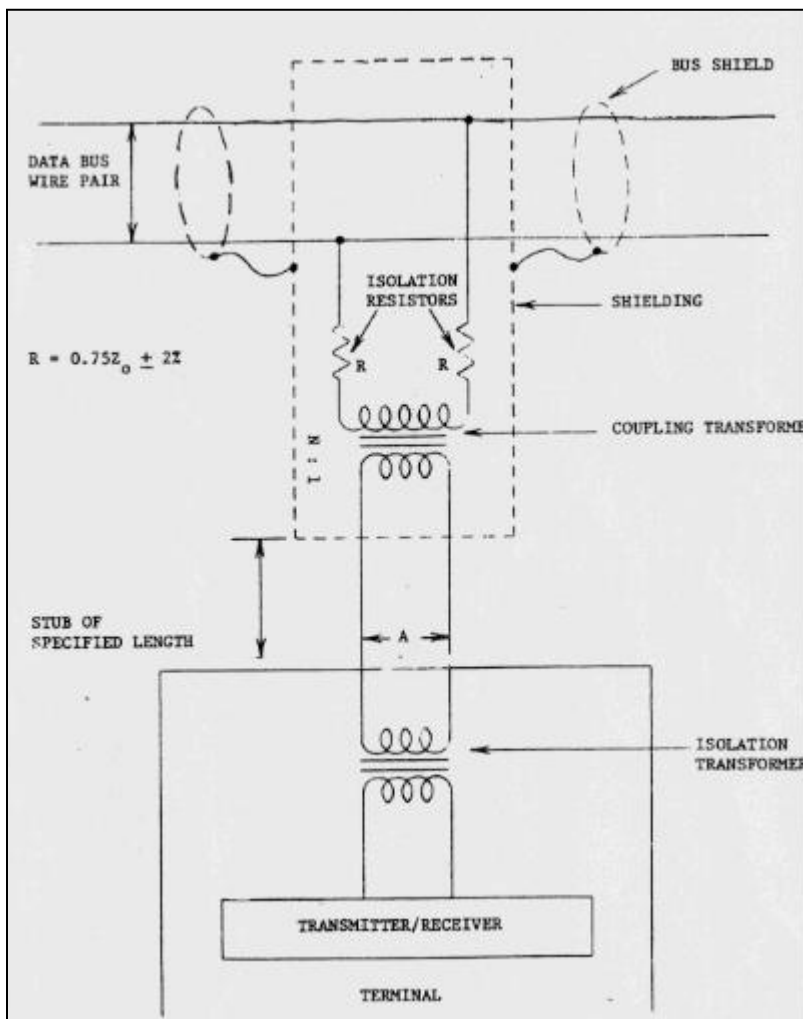 BUS SHIELD
DATA BUS
WIRE PAIR
ISOLATION
RESISTORS
SHIELDING
R = 0.75Z₀ ± 2%
R
R
COUPLING TRANSFORME
N : 1
STUB OF
SPECIFIED LENGTH
A
ISOLATION
TRANSFORMER
TRANSMITTER/RECEIVER
TERMINAL